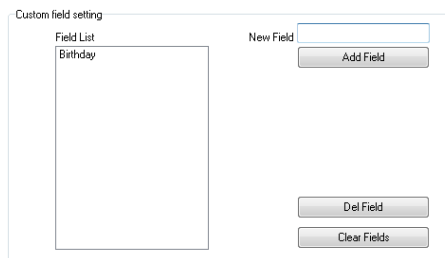 Custom field setting
Field List
New Field
Birthday
Add Field
Del Field
Clear Fields